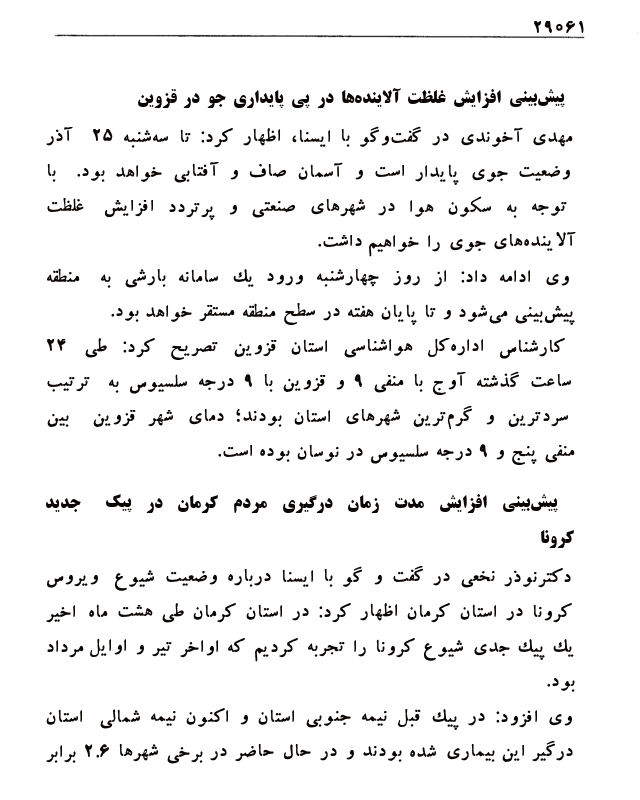 ۲۹۰۶۱
پیش‌بینی افزایش غلظت آلاینده‌ها در پی پایداری جو در قزوین
مهدی آخوندی در گفت‌وگو با ایسنا، اظهار کرد: تا سه‌شنبه ۲۵ آذر
وضعیت جوی پایدار است و آسمان صاف و آفتابی خواهد بود. با
توجه به سکون هوا در شهرهای صنعتی و پرتردد افزایش غلظت
آلاینده‌های جوی را خواهیم داشت.
وی ادامه داد: از روز چهارشنبه ورود یك سامانه بارشی به منطقه
پیش‌بینی می‌شود و تا پایان هفته در سطح منطقه مستقر خواهد بود.
کارشناس اداره‌کل هواشناسی استان قزوین تصریح کرد: طی ۲۴
ساعت گذشته آوج با منفی ۹ و قزوین با ۹ درجه سلسیوس به ترتیب
سردترین و گرم‌ترین شهرهای استان بودند؛ دمای شهر قزوین بین
منفی پنج و ۹ درجه سلسیوس در نوسان بوده است.
پیش‌بینی افزایش مدت زمان درگیری مردم کرمان در پیک جدید
کرونا
دکترنوذر نخعی در گفت و گو با ایسنا درباره وضعیت شیوع ویروس
کرونا در استان کرمان اظهار کرد: در استان کرمان طی هشت ماه اخیر
یك پیك جدی شیوع کرونا را تجربه کردیم که اواخر تیر و اوایل مرداد
بود.
وی افزود: در پیك قبل نیمه جنوبی استان و اکنون نیمه شمالی استان
درگیر این بیماری شده بودند و در حال حاضر در برخی شهرها ۲.۶ برابر